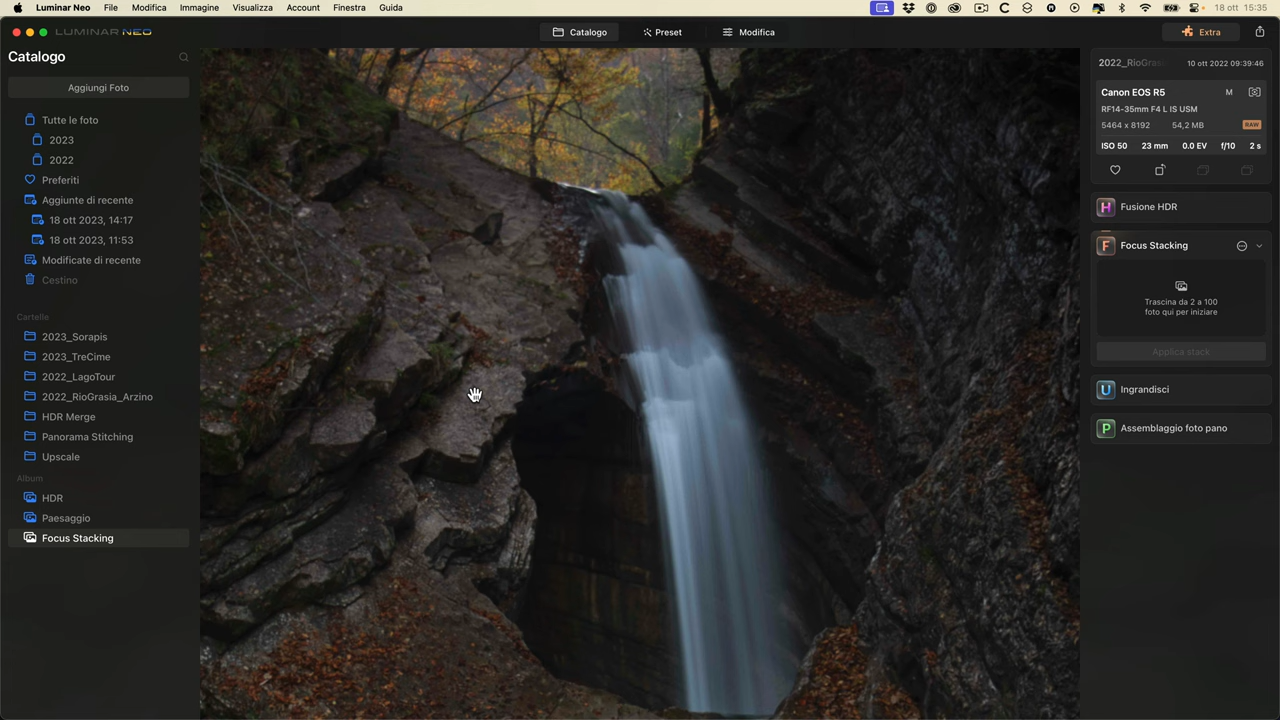 Luminar Neo File Modifica Immagine Visualizza Account Finestra Guida
18 ott 15:35
LUMINAR NEO
Catalogo Preset Modifica
Extra
Catalogo
Aggiungi Foto
Tutte le foto
2023
2022
Preferiti
Aggiunte di recente
18 ott 2023, 14:17
18 ott 2023, 11:53
Modificate di recente
Cestino
Cartelle
2023_Sorapis
2023_TreCime
2022_LagoTour
2022_RioGrasia_Arzino
HDR Merge
Panorama Stitching
Upscale
Album
HDR
Paesaggio
Focus Stacking
2022_RioGrasia 10 ott 2022 09:39:46
Canon EOS R5 M
RF14-35mm F4 L IS USM
5464 x 8192 54,2 MB RAW
ISO 50 23 mm 0.0 EV f/10 2 s
H Fusione HDR
F Focus Stacking
Trascina da 2 a 100
foto qui per iniziare
Applica stack
U Ingrandisci
P Assemblaggio foto pano